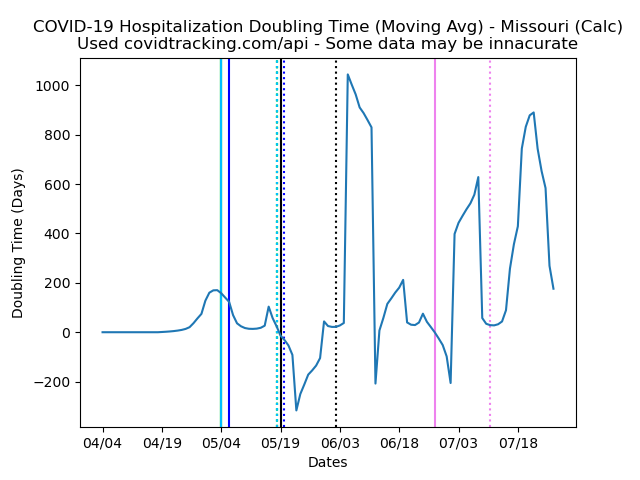 COVID-19 Hospitalization Doubling Time (Moving Avg) - Missouri (Calc)
Used covidtracking.com/api - Some data may be innacurate
1000
800
600
400
200
0
−200
Doubling Time (Days)
04/04 04/19 05/04 05/19 06/03 06/18 07/03 07/18
Dates